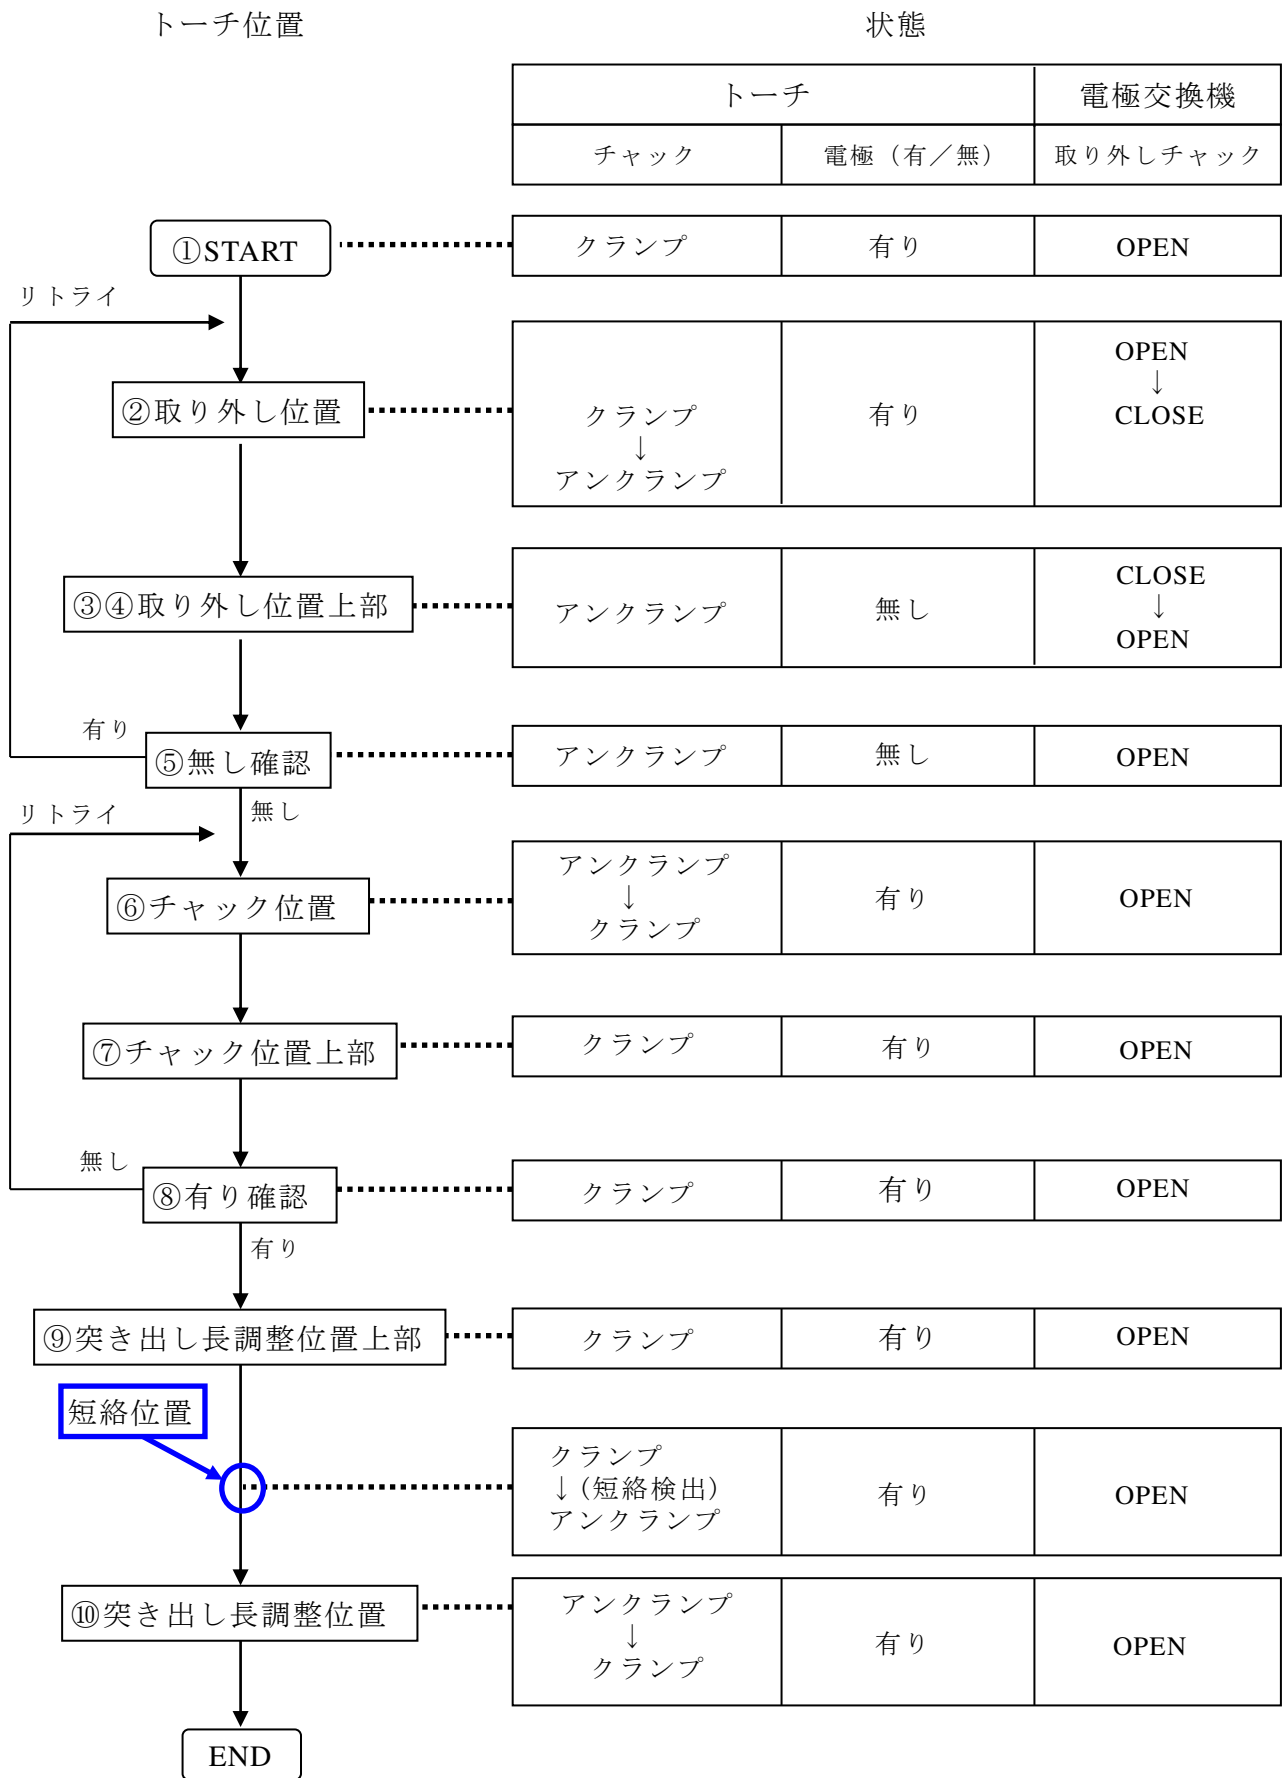 トーチ位置
状態
トーチ
電極交換機
チャック
電極（有／無）
取り外しチャック
①START
クランプ
有り
OPEN
リトライ
②取り外し位置
クランプ
↓
アンクランプ
有り
OPEN
↓
CLOSE
③④取り外し位置上部
アンクランプ
無し
CLOSE
↓
OPEN
有り
⑤無し確認
アンクランプ
無し
OPEN
無し
リトライ
⑥チャック位置
アンクランプ
↓
クランプ
有り
OPEN
⑦チャック位置上部
クランプ
有り
OPEN
無し
⑧有り確認
クランプ
有り
OPEN
有り
⑨突き出し長調整位置上部
クランプ
有り
OPEN
短絡位置
クランプ
↓（短絡検出）
アンクランプ
有り
OPEN
⑩突き出し長調整位置
アンクランプ
↓
クランプ
有り
OPEN
END